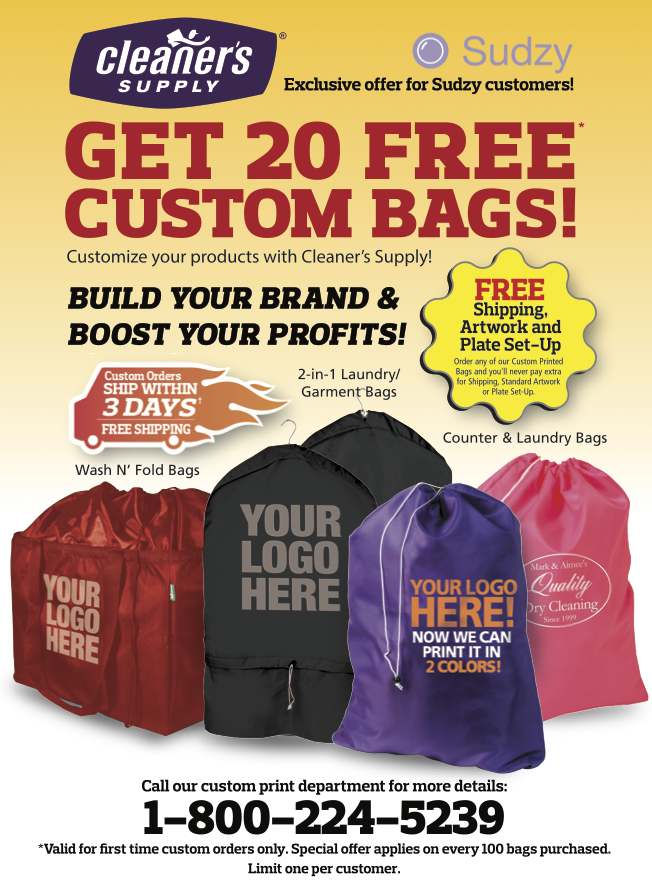 cleaner's®
SUPPLY
Sudzy
Exclusive offer for Sudzy customers!
GET 20 FREE*
CUSTOM BAGS!
Customize your products with Cleaner's Supply!
BUILD YOUR BRAND &
BOOST YOUR PROFITS!
FREE
Shipping,
Artwork and
Plate Set-Up
Order any of our Custom Printed
Bags and you'll never pay extra
for Shipping, Standard Artwork
or Plate Set-Up.
Custom Orders
SHIP WITHIN
3 DAYS†
FREE SHIPPING
2-in-1 Laundry/
Garment Bags
Counter & Laundry Bags
Wash N' Fold Bags
YOUR
LOGO
HERE
YOUR
LOGO
HERE
YOUR LOGO
HERE!
NOW WE CAN
PRINT IT IN
2 COLORS!
Mark & Aimee's
Quality
Dry Cleaning
Since 1999
Call our custom print department for more details:
1-800-224-5239
*Valid for first time custom orders only. Special offer applies on every 100 bags purchased.
Limit one per customer.